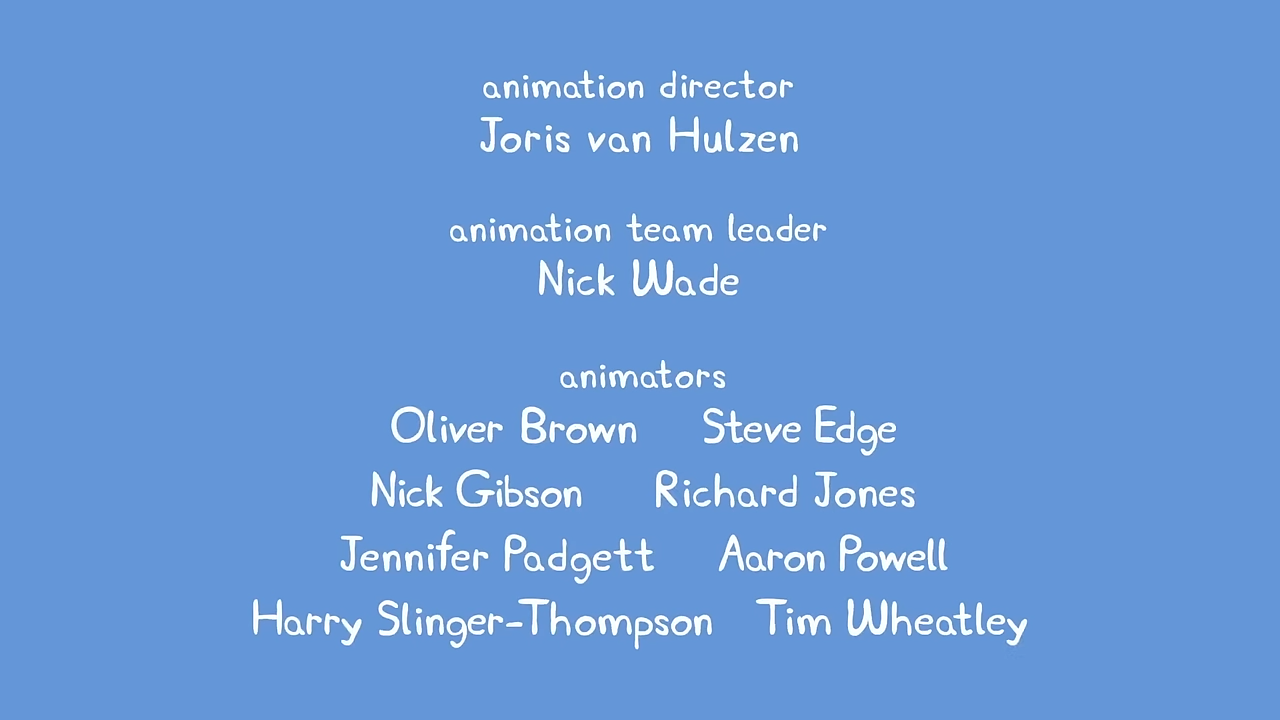 animation director
Joris van Hulzen
animation team leader
Nick Wade
animators
Oliver Brown Steve Edge
Nick Gibson Richard Jones
Jennifer Padgett Aaron Powell
Harry Slinger-Thompson Tim Wheatley